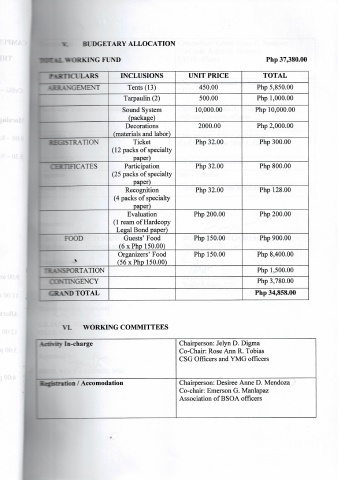 V. BUDGETARY ALLOCATION
TOTAL WORKING FUND Php 37,380.00
PARTICULARS INCLUSIONS UNIT PRICE TOTAL
ARRANGEMENT Tents (13) 450.00 Php 5,850.00
Tarpaulin (2) 500.00 Php 1,000.00
Sound System 10,000.00 Php 10,000.00
(package)
Decorations 2000.00 Php 2,000.00
(materials and labor)
REGISTRATION Ticket Php 32.00 Php 300.00
(12 packs of specialty
paper)
CERTIFICATES Participation Php 32.00 Php 800.00
(25 packs of specialty
paper)
Recognition Php 32.00 Php 128.00
(4 packs of specialty
paper)
Evaluation Php 200.00 Php 200.00
(1 ream of Hardcopy
Legal Bond paper)
FOOD Guests' Food Php 150.00 Php 900.00
(6 x Php 150.00)
Organizers' Food Php 150.00 Php 8,400.00
(56 x Php 150.00)
TRANSPORTATION Php 1,500.00
CONTINGENCY Php 3,780.00
GRAND TOTAL Php 34,858.00
VI. WORKING COMMITTEES
Activity In-charge Chairperson: Jelyn D. Digma
Co-Chair: Rose Ann R. Tobias
CSG Officers and YMG officers
Registration / Accomodation Chairperson: Desiree Anne D. Mendoza
Co-chair: Emerson G. Manlapaz
Association of BSOA officers